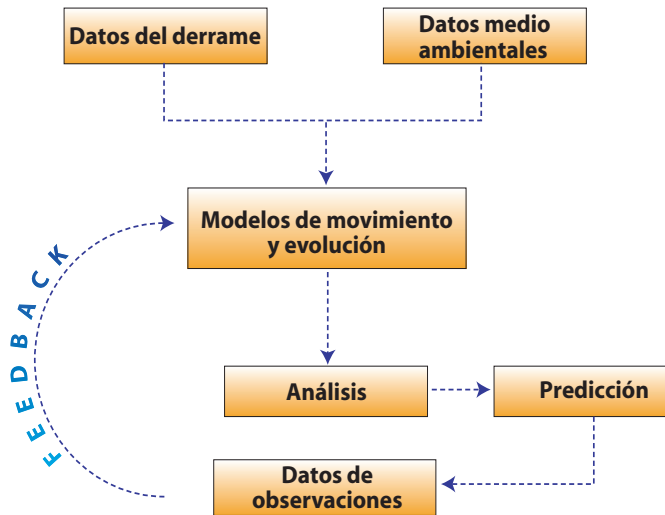 Datos del derrame
Datos medio
ambientales
Modelos de movimiento
y evolución
FEEDBACK
Análisis
Predicción
Datos de
observaciones